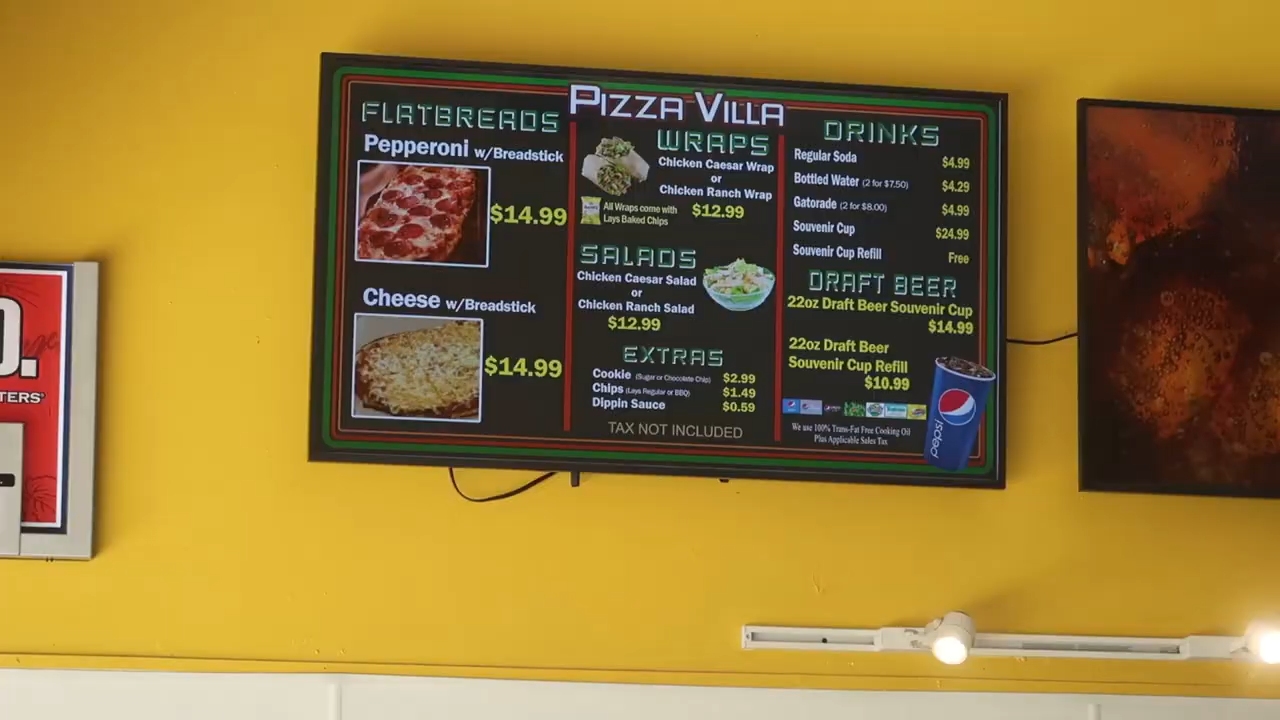 PIZZA VILLA
FLATBREADS
Pepperoni w/Breadstick
$14.99
Cheese w/Breadstick
$14.99
WRAPS
Chicken Caesar Wrap
or
Chicken Ranch Wrap
All Wraps come with
Lays Baked Chips
$12.99
SALADS
Chicken Caesar Salad
or
Chicken Ranch Salad
$12.99
EXTRAS
Cookie (Sugar or Chocolate Chip) $2.99
Chips (Lays Regular or BBQ) $1.49
Dippin Sauce $0.59
TAX NOT INCLUDED
DRINKS
Regular Soda $4.99
Bottled Water (2 for $7.50) $4.29
Gatorade (2 for $8.00) $4.99
Souvenir Cup $24.99
Souvenir Cup Refill Free
DRAFT BEER
22oz Draft Beer Souvenir Cup
$14.99
22oz Draft Beer
Souvenir Cup Refill
$10.99
We use 100% Trans-Fat Free Cooking Oil
Plus Applicable Sales Tax
pepsi
O.
TERS